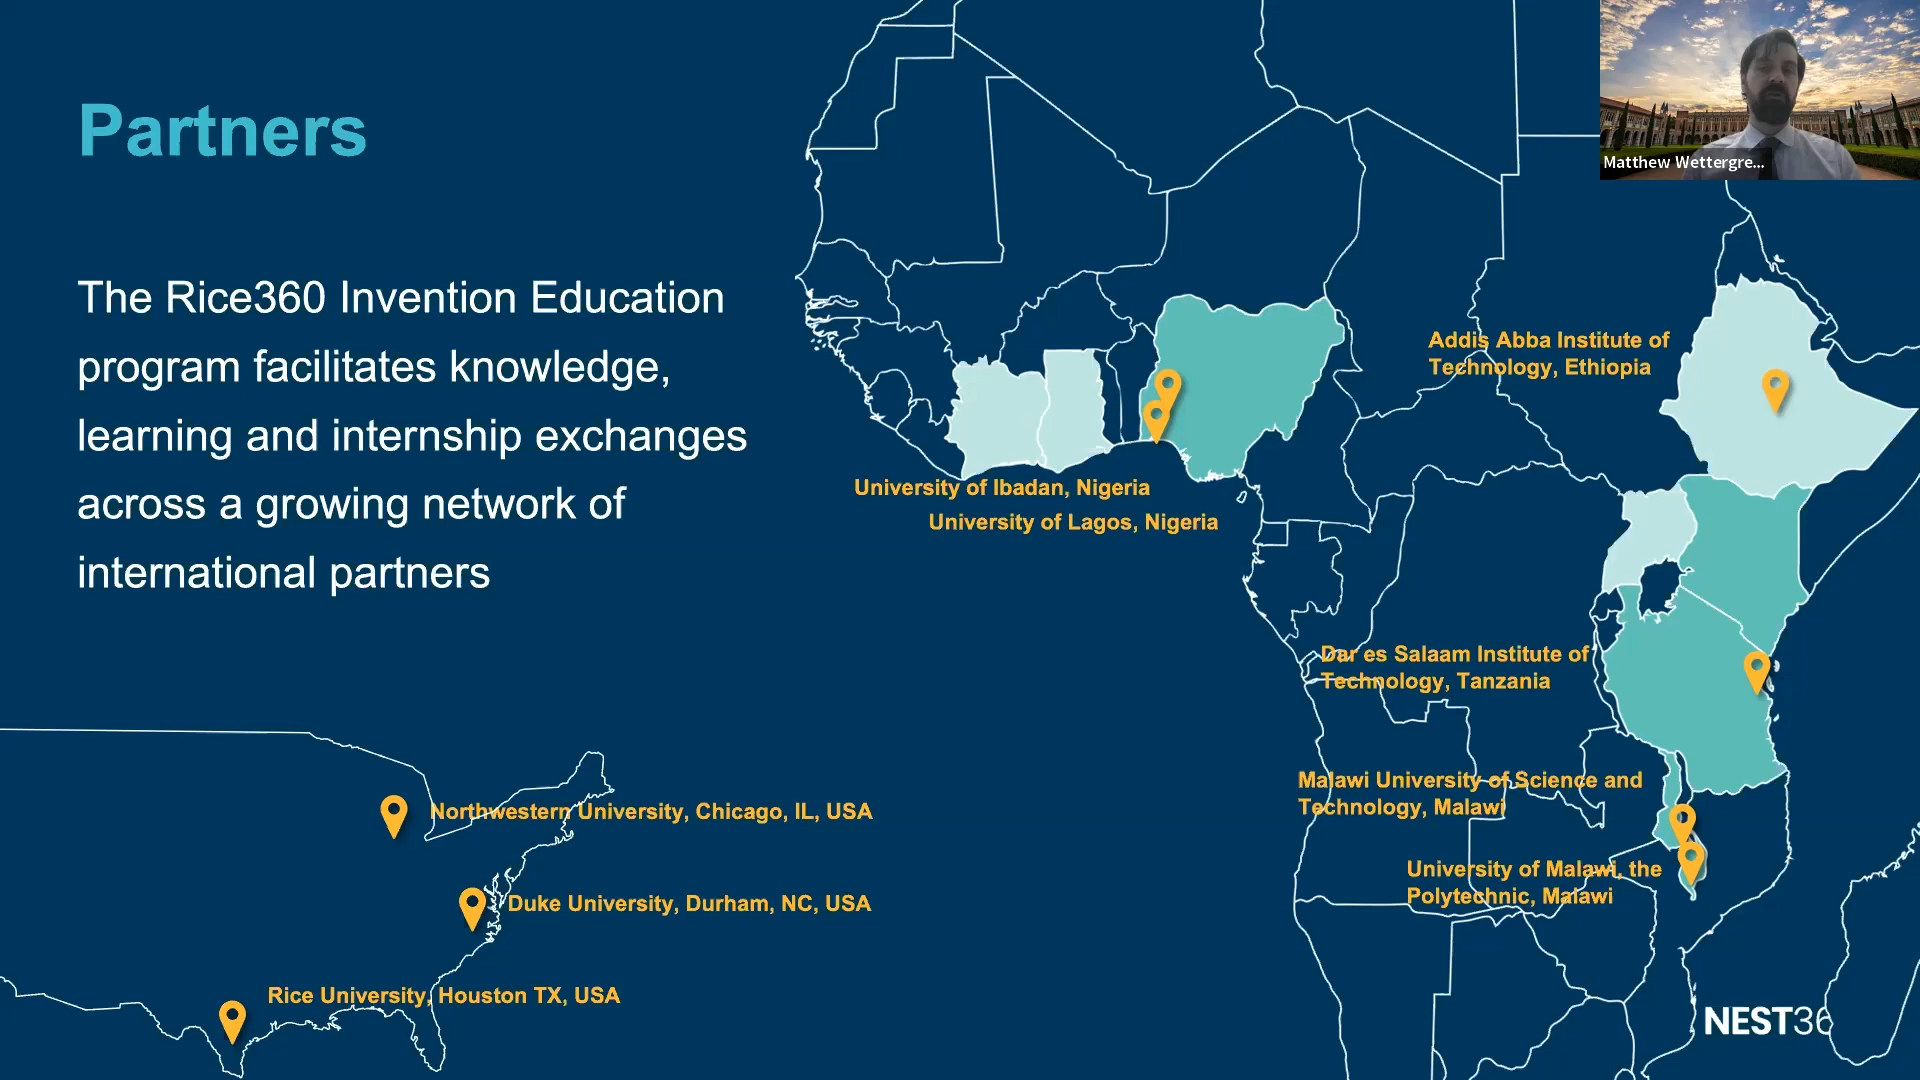 Partners
The Rice360 Invention Education
program facilitates knowledge,
learning and internship exchanges
across a growing network of
international partners
Matthew Wettergre...
Addis Abba Institute of
Technology, Ethiopia
University of Ibadan, Nigeria
University of Lagos, Nigeria
Dar es Salaam Institute of
Technology, Tanzania
Malawi University of Science and
Technology, Malawi
University of Malawi, the
Polytechnic, Malawi
Northwestern University, Chicago, IL, USA
Duke University, Durham, NC, USA
Rice University, Houston TX, USA
NEST36